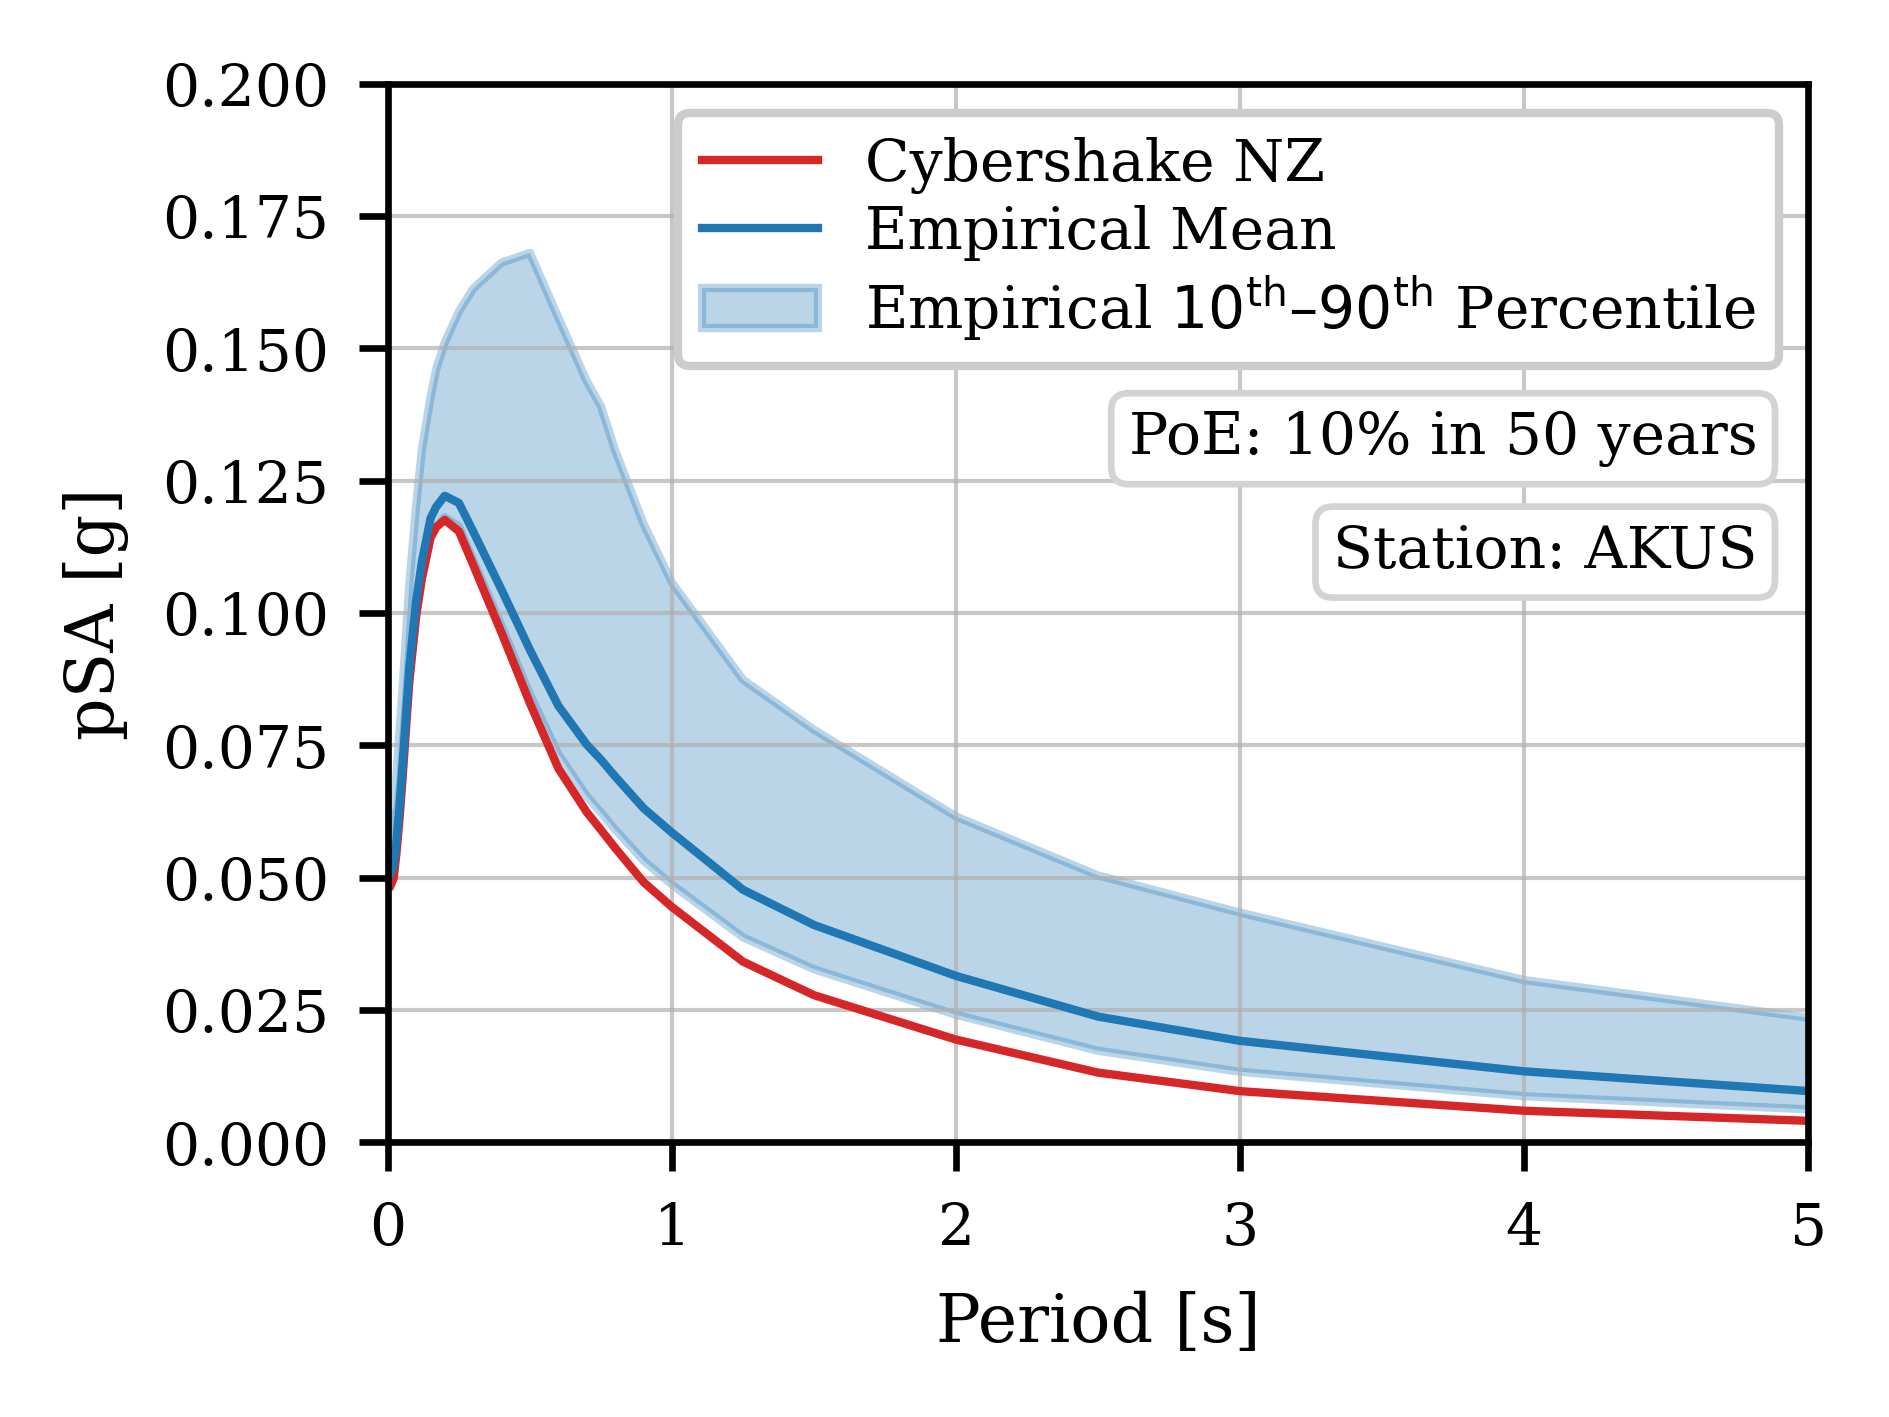 0.200
0.175
0.150
0.125
0.100
0.075
0.050
0.025
0.000
pSA [g]
Cybershake NZ
Empirical Mean
Empirical 10th–90th Percentile
PoE: 10% in 50 years
Station: AKUS
0 1 2 3 4 5
Period [s]